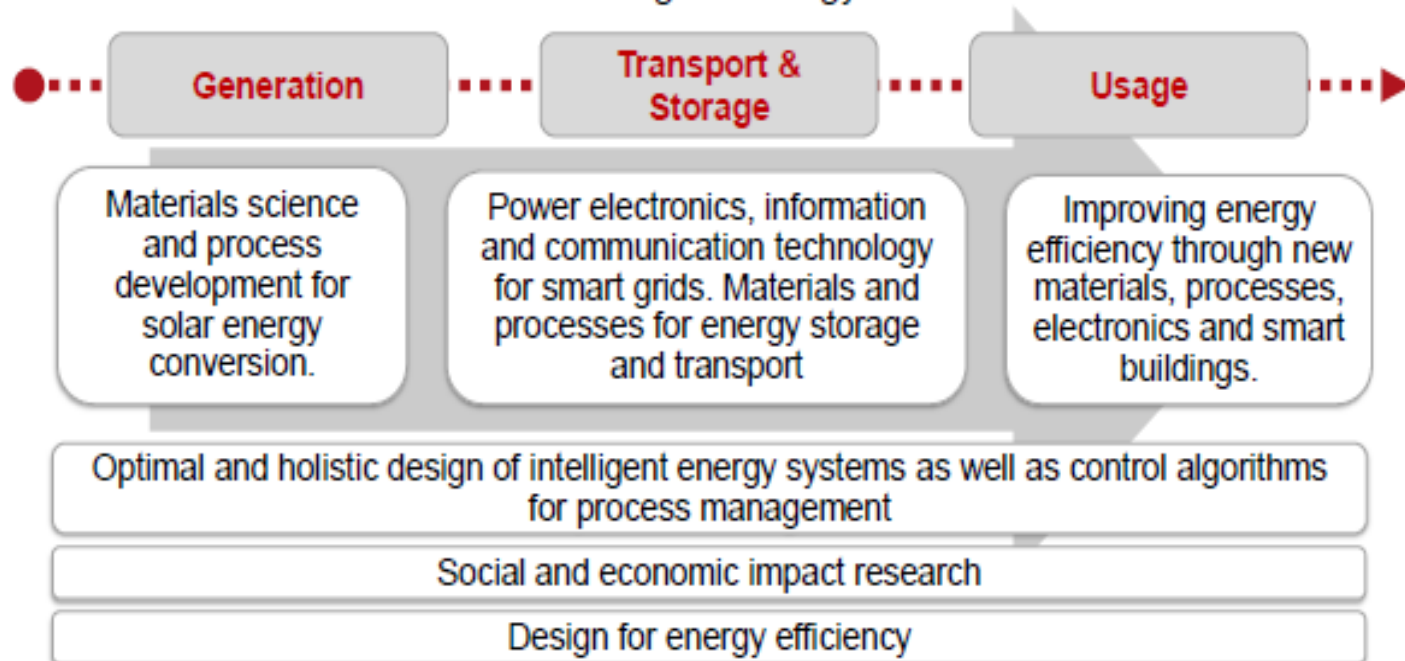 Generation
Transport &
Storage
Usage
Materials science
and process
development for
solar energy
conversion.
Power electronics, information
and communication technology
for smart grids. Materials and
processes for energy storage
and transport
Improving energy
efficiency through new
materials, processes,
electronics and smart
buildings.
Optimal and holistic design of intelligent energy systems as well as control algorithms
for process management
Social and economic impact research
Design for energy efficiency